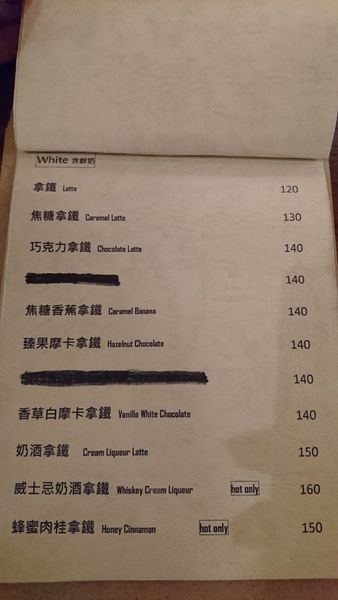 White 含鮮奶
拿鐵 Latte 120
焦糖拿鐵 Caramel Latte 130
巧克力拿鐵 Chocolate Latte 140
140
焦糖香蕉拿鐵 Caramel Banana 140
臻果摩卡拿鐵 Hazelnut Chocolate 140
140
香草白摩卡拿鐵 Vanilla White Chocolate 140
奶酒拿鐵 Cream Liqueur Latte 150
威士忌奶酒拿鐵 Whiskey Cream Liqueur hot only 160
蜂蜜肉桂拿鐵 Honey Cinnamon hot only 150